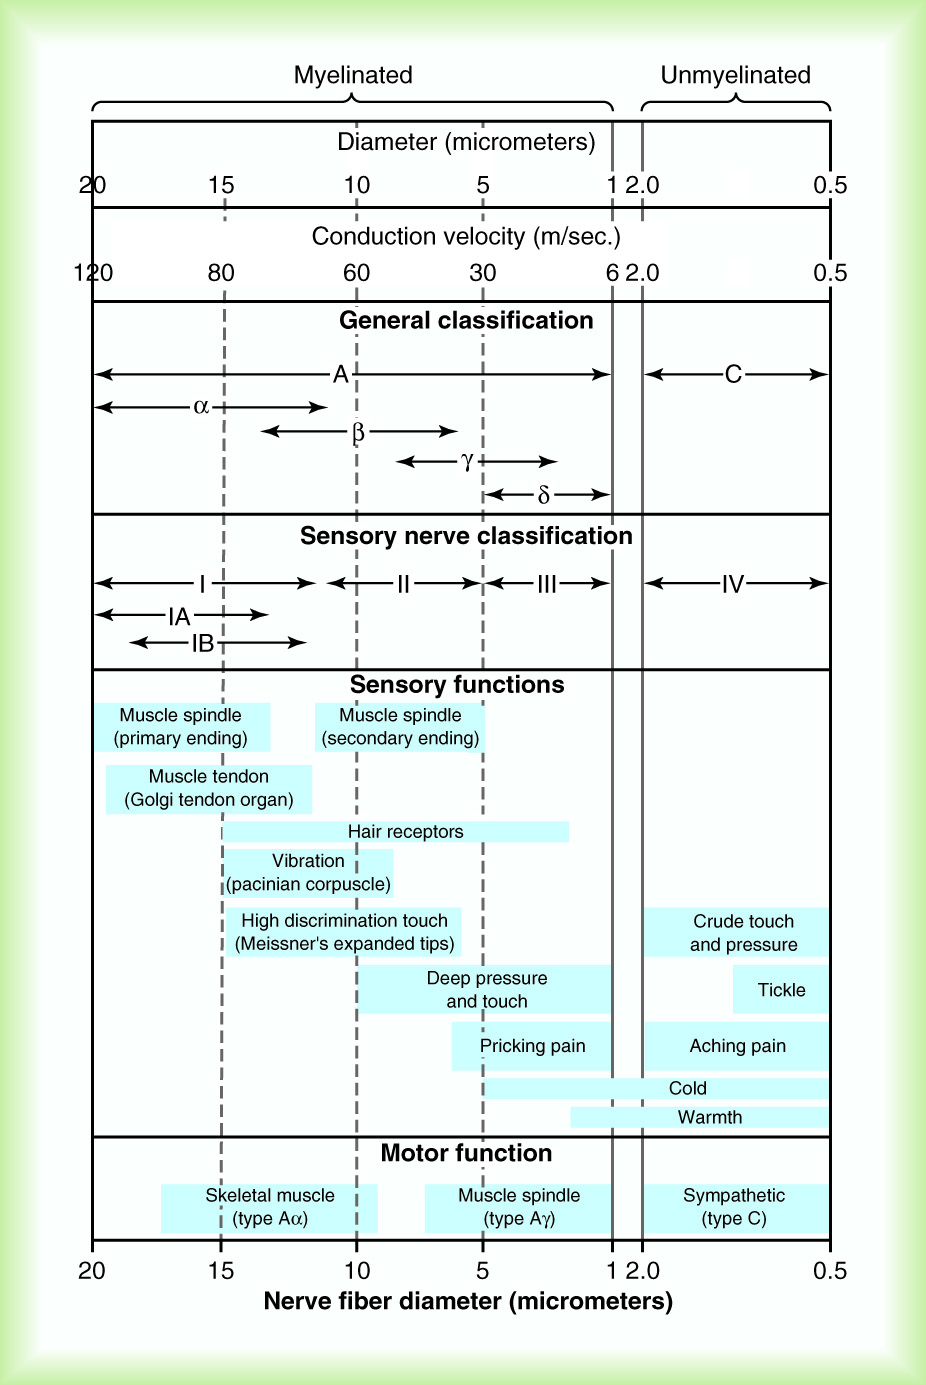 Myelinated Unmyelinated
Diameter (micrometers)
20 15 10 5 1 2.0 0.5
Conduction velocity (m/sec.)
120 80 60 30 6 2.0 0.5
General classification
A C
α
β
γ
δ
Sensory nerve classification
I II III IV
IA
IB
Sensory functions
Muscle spindle
(primary ending)
Muscle spindle
(secondary ending)
Muscle tendon
(Golgi tendon organ)
Hair receptors
Vibration
(pacinian corpuscle)
High discrimination touch
(Meissner's expanded tips)
Crude touch
and pressure
Deep pressure
and touch
Tickle
Pricking pain
Aching pain
Cold
Warmth
Motor function
Skeletal muscle
(type Aα)
Muscle spindle
(type Aγ)
Sympathetic
(type C)
20 15 10 5 1 2.0 0.5
Nerve fiber diameter (micrometers)